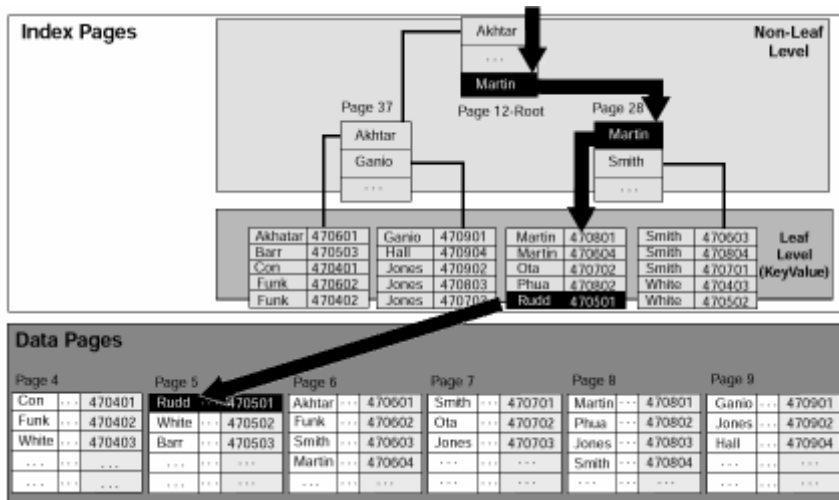 Index Pages
Akhtar
Non-Leaf
Level
. . .
Martin
Page 37
Page 12-Root
Page 28
Akhtar
Martin
Ganio
Smith
. . .
. . .
Akhatar 470601 Ganio 470901 Martin 470801 Smith 470603 Leaf
Barr 470503 Hall 470904 Martin 470604 Smith 470804 Level
Con 470401 Jones 470902 Ota 470702 Smith 470701 (KeyValue)
Funk 470602 Jones 470803 Phua 470802 White 470403
Funk 470402 Jones 470703 Rudd 470501 White 470502
Data Pages
Page 4 Page 5 Page 6 Page 7 Page 8 Page 9
Con ... 470401 Rudd ... 470501 Akhtar ... 470601 Smith ... 470701 Martin ... 470801 Ganio ... 470901
Funk ... 470402 White ... 470502 Funk ... 470602 Ota ... 470702 Phua ... 470802 Jones ... 470902
White ... 470403 Barr ... 470503 Smith ... 470603 Jones ... 470703 Jones ... 470803 Hall ... 470904
... ... ... ... ... ... Martin ... 470604 ... ... ... Smith ... 470804 ... ... ...
... ... ... ... ... ... ... ... ... ... ... ... ... ... ... ... ... ...